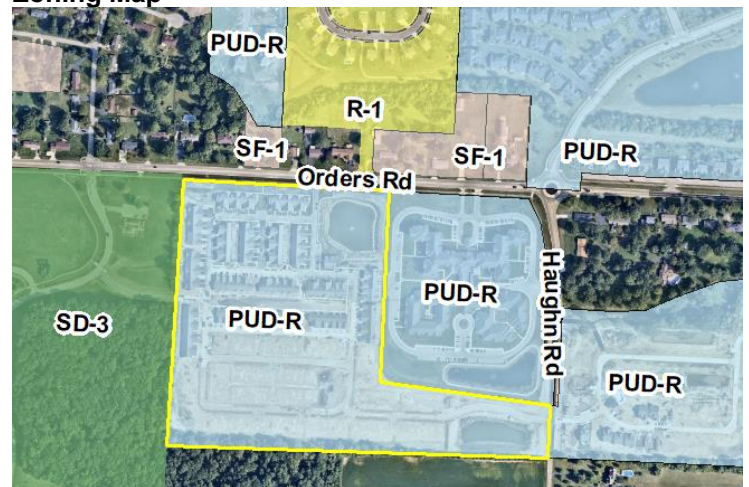 Zoning Map
PUD-R
R-1
SF-1
SF-1
PUD-R
Orders Rd
PUD-R
Haughn Rd
SD-3
PUD-R
PUD-R